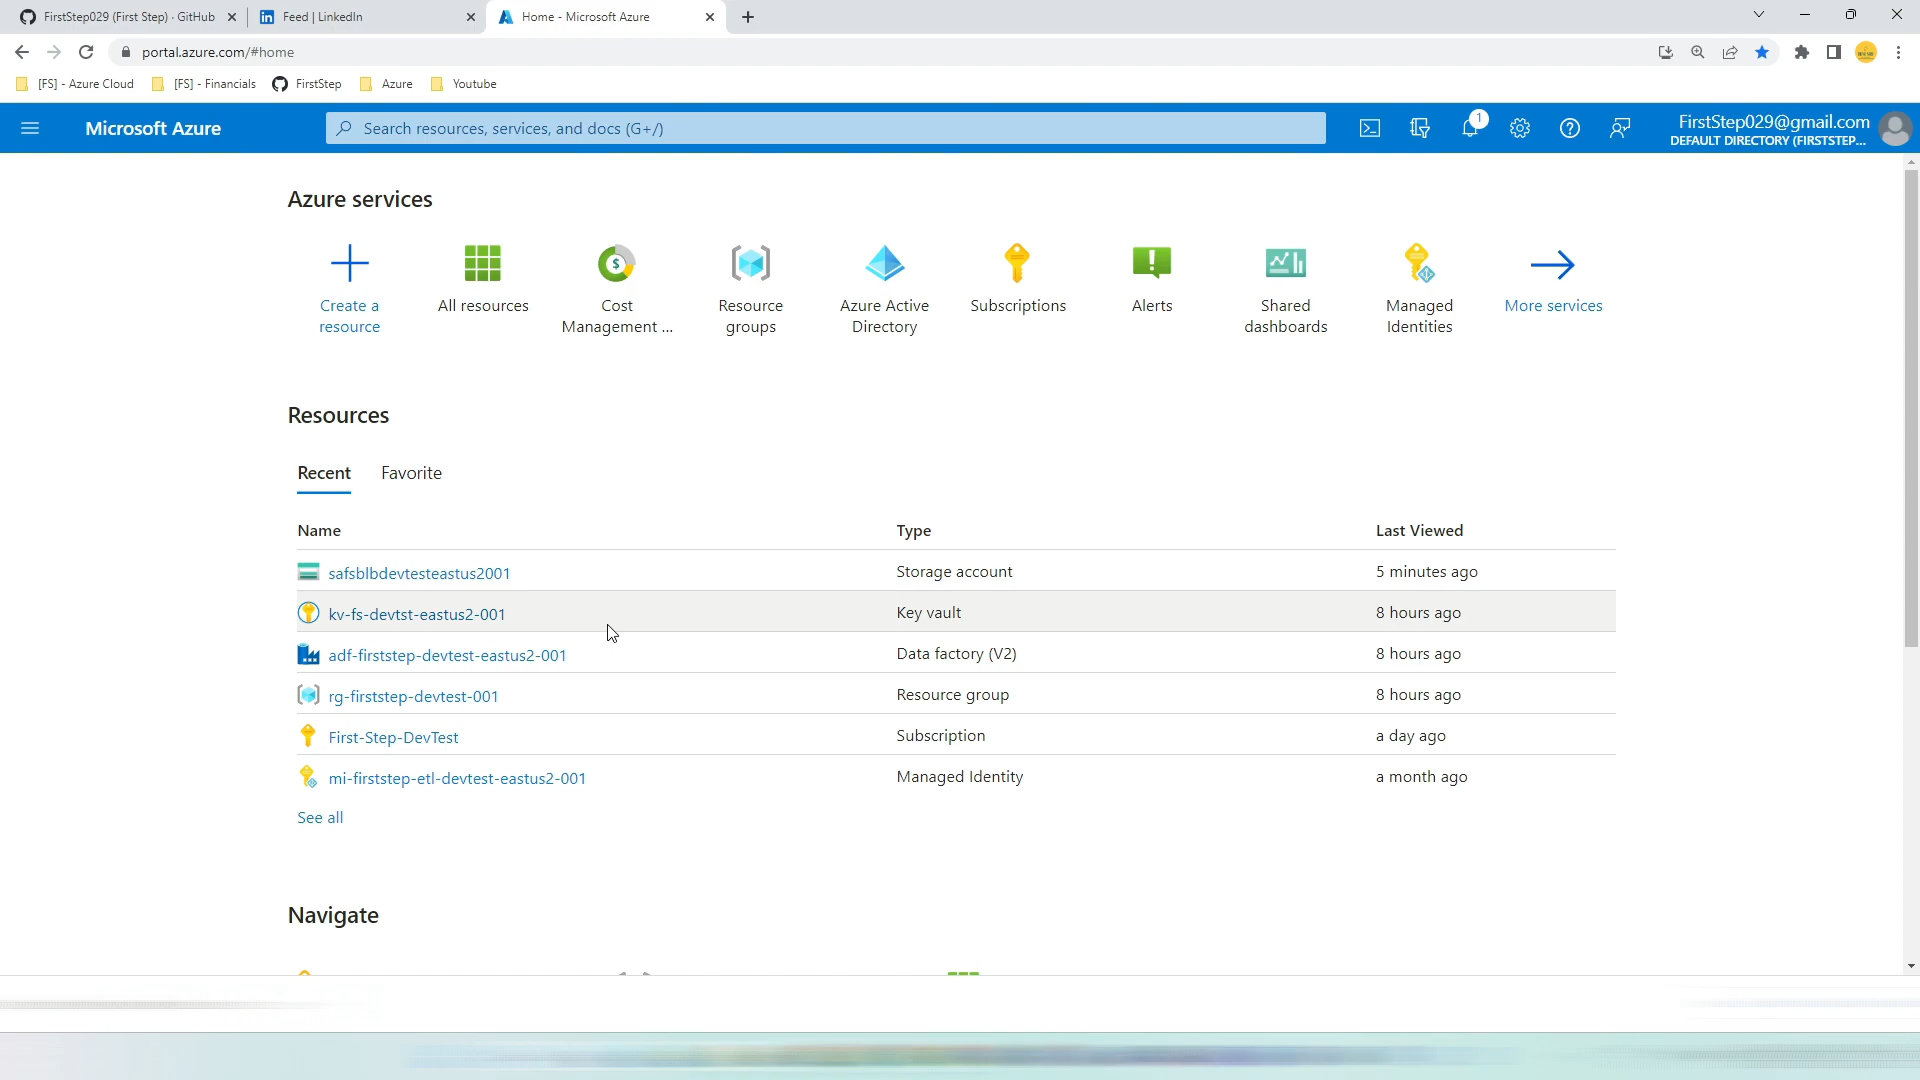 FirstStep029 (First Step) · GitHub
Feed | LinkedIn
Home - Microsoft Azure
portal.azure.com/#home
[FS] - Azure Cloud
[FS] - Financials
FirstStep
Azure
Youtube
Microsoft Azure
Search resources, services, and docs (G+/)
1
FirstStep029@gmail.com
DEFAULT DIRECTORY (FIRSTSTEP...
Azure services
Create a
resource
All resources
Cost
Management ...
Resource
groups
Azure Active
Directory
Subscriptions
Alerts
Shared
dashboards
Managed
Identities
More services
Resources
Recent
Favorite
Name
Type
Last Viewed
safsblbdevtesteastus2001
Storage account
5 minutes ago
kv-fs-devtst-eastus2-001
Key vault
8 hours ago
adf-firststep-devtest-eastus2-001
Data factory (V2)
8 hours ago
rg-firststep-devtest-001
Resource group
8 hours ago
First-Step-DevTest
Subscription
a day ago
mi-firststep-etl-devtest-eastus2-001
Managed Identity
a month ago
See all
Navigate